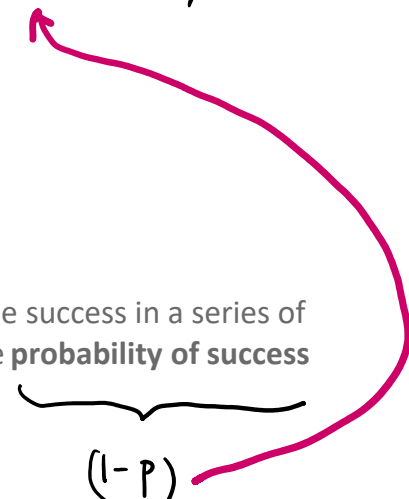 e success in a series of
e probability of success
(1-p)